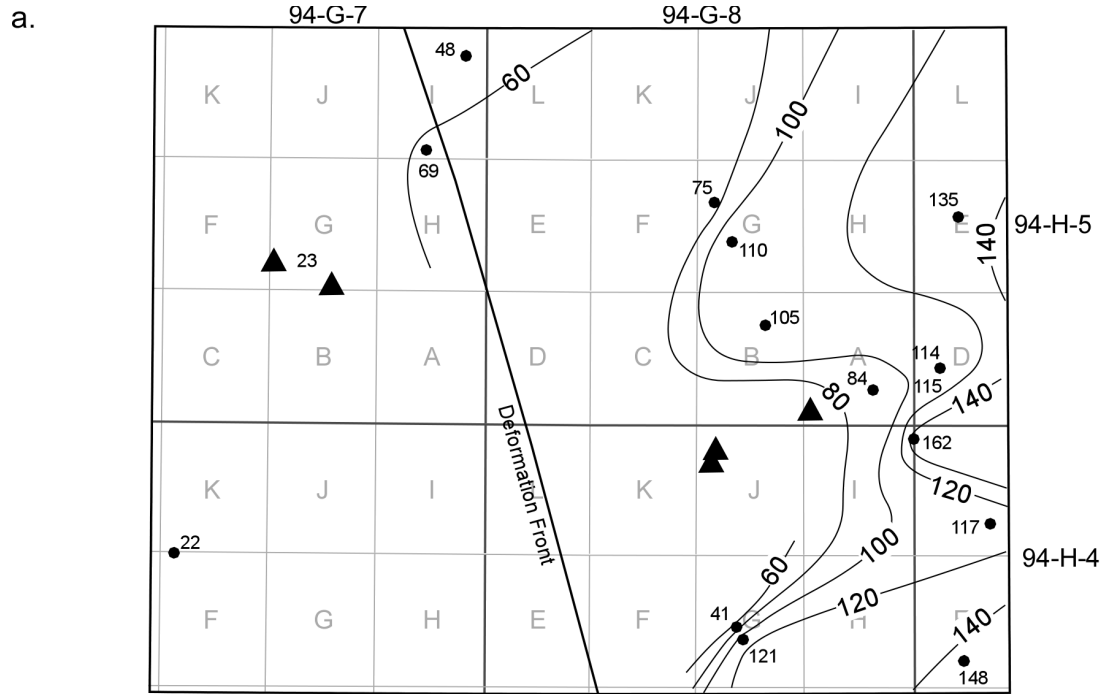 a.
94-G-7 94-G-8
48
60
K J I L K J I L
100
69
75
135
F G H E F G H E
94-H-5
140
110
23
105
114
C B A D C B A D
84
115
80
140
Deformation Front
162
K J I L K J I
120
117
22
100
94-H-4
60
120
41
F G H E F G H E
140
121
148